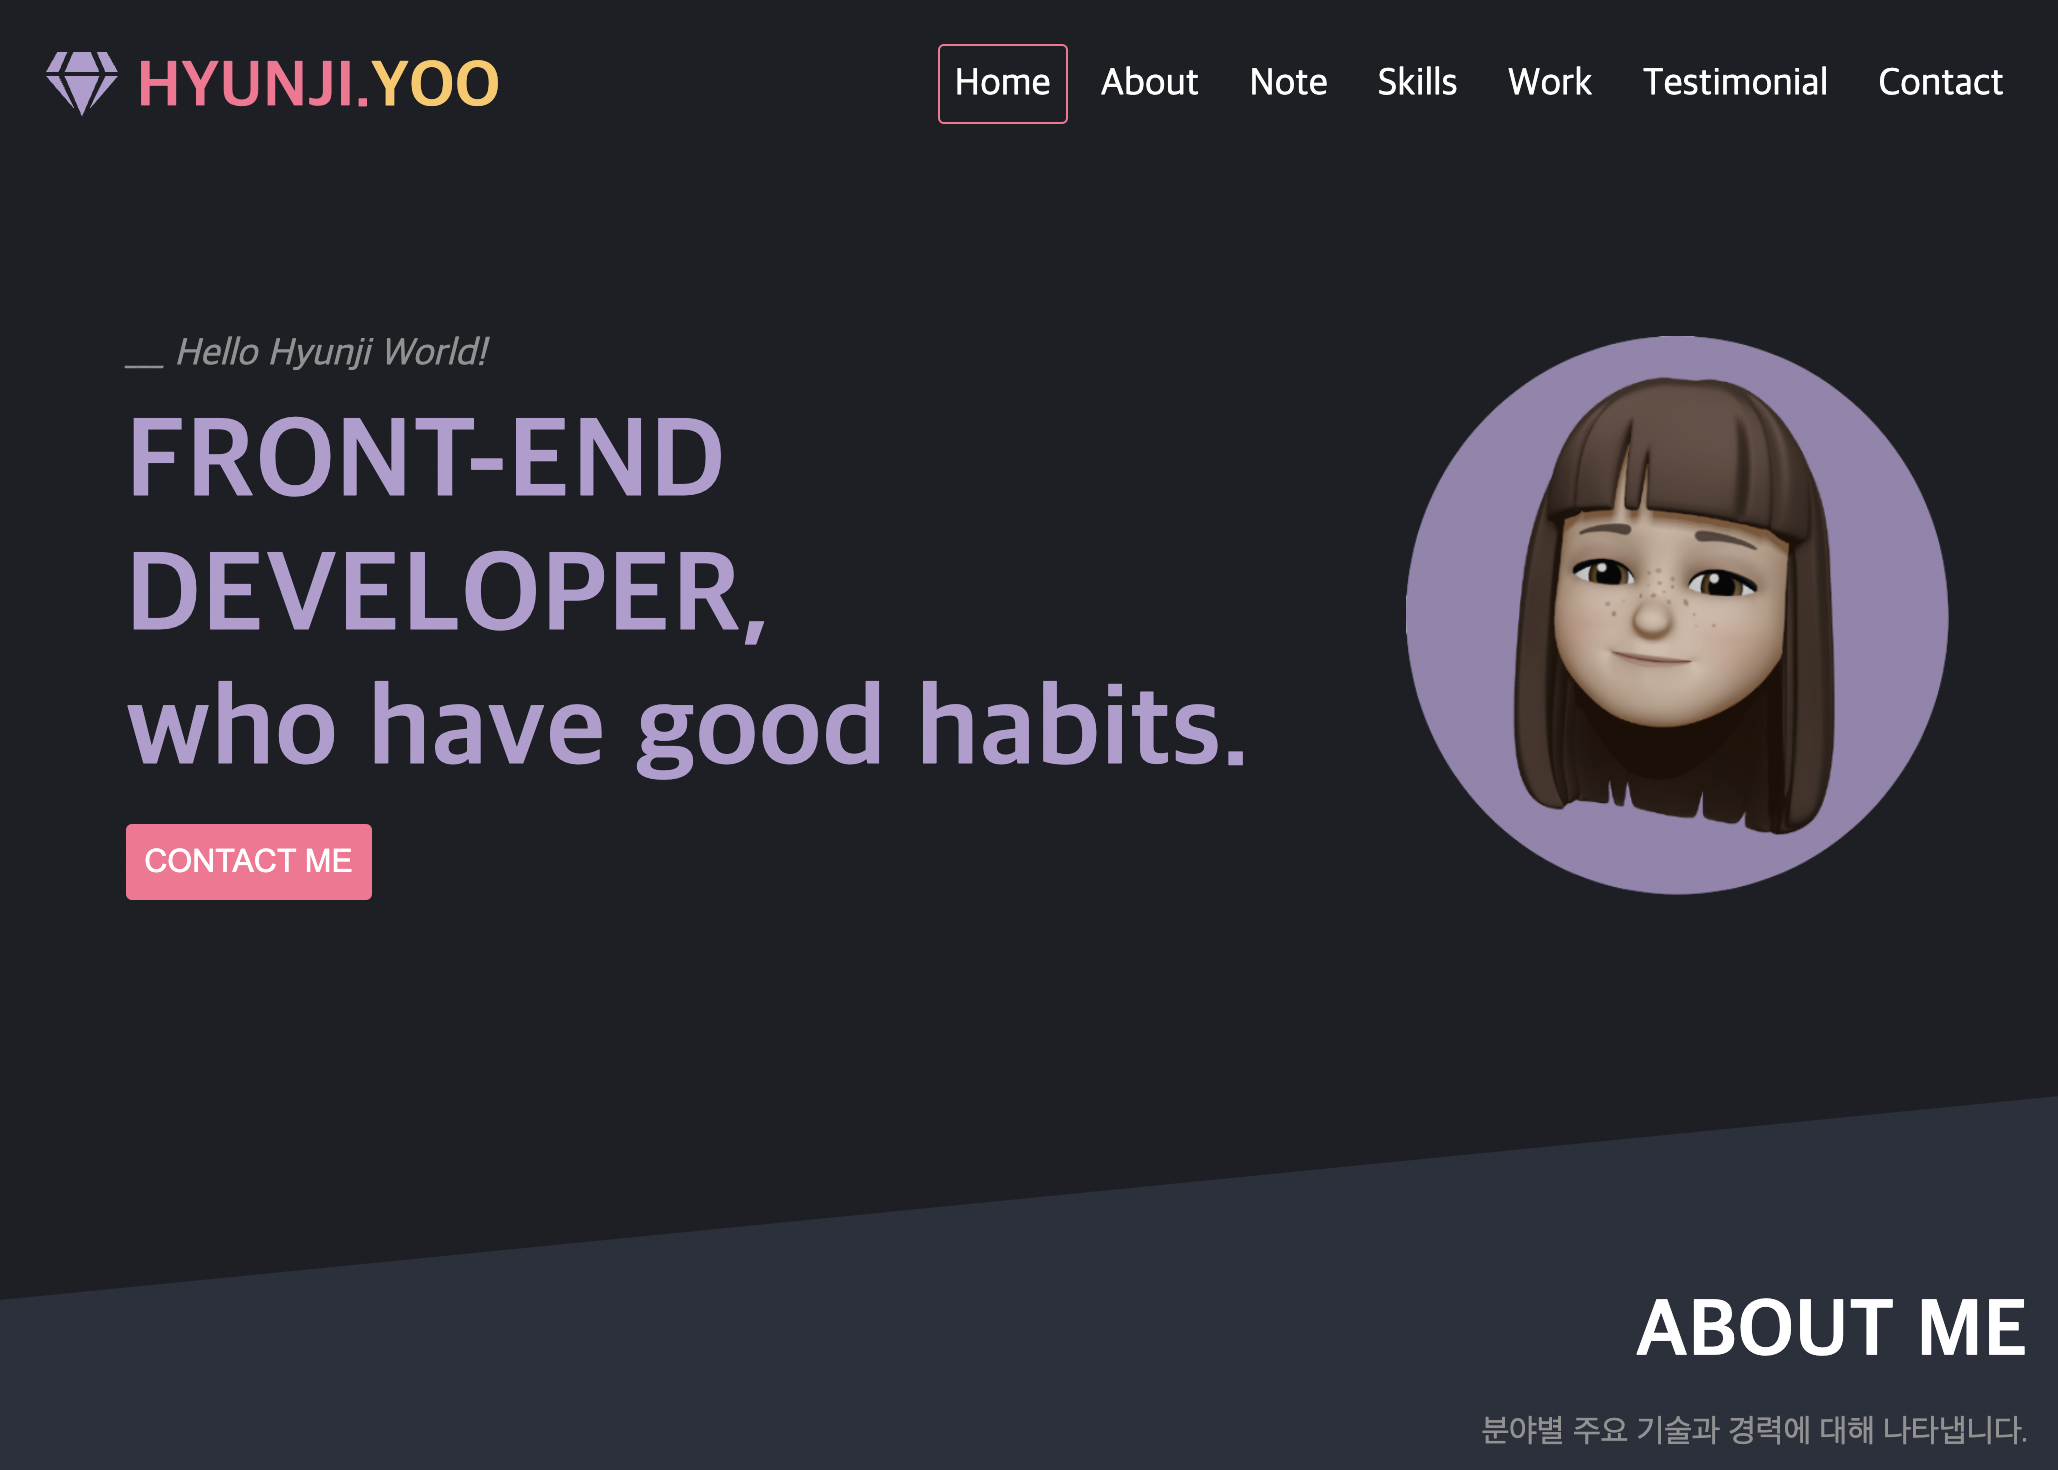 HYUNJI.YOO
Home About Note Skills Work Testimonial Contact
__ Hello Hyunji World!
FRONT-END
DEVELOPER,
who have good habits.
CONTACT ME
ABOUT ME
분야별 주요 기술과 경력에 대해 나타냅니다.